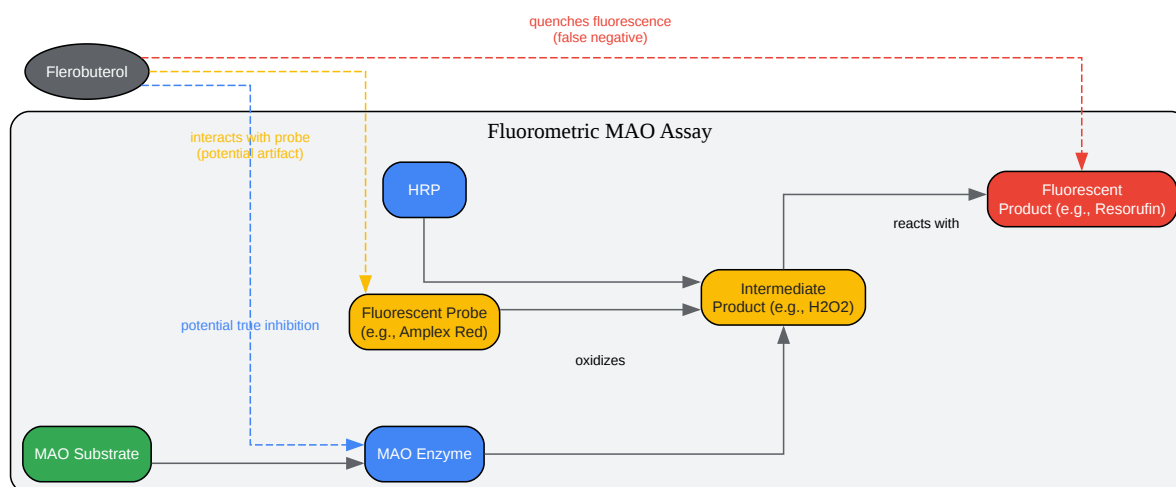 quenches fluorescence
(false negative)
Flerobuterol
Fluorometric MAO Assay
interacts with probe
(potential artifact)
HRP
Fluorescent
Product (e.g., Resorufin)
reacts with
Intermediate
Product (e.g., H2O2)
Fluorescent Probe
(e.g., Amplex Red)
potential true inhibition
oxidizes
MAO Substrate
MAO Enzyme